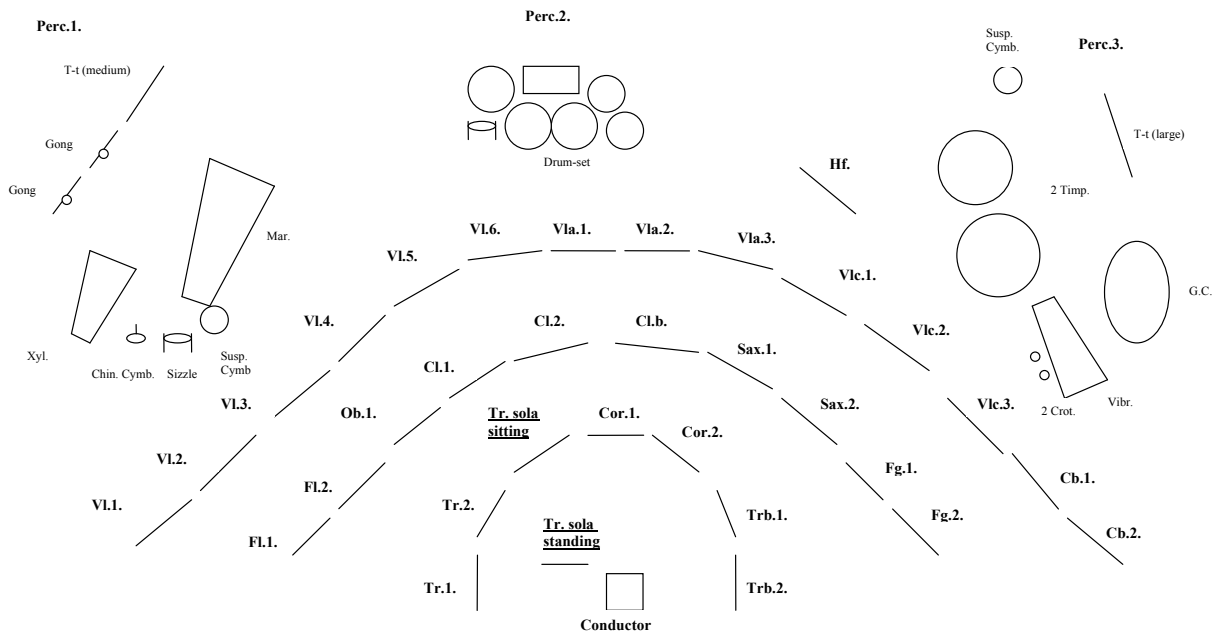 Perc.1.
Perc.2.
Perc.3.
Susp.
Cymb.
T-t (medium)
T-t (large)
Gong
Gong
Drum-set
Hf.
2 Timp.
Mar.
Vl.6.
Vla.1.
Vla.2.
Vla.3.
Vl.5.
Vlc.1.
G.C.
Vl.4.
Cl.2.
Cl.b.
Vlc.2.
Xyl.
Chin. Cymb.
Sizzle
Susp.
Cymb
Cl.1.
Sax.1.
Vl.3.
Ob.1.
Tr. sola
sitting
Cor.1.
Sax.2.
Vlc.3.
2 Crot.
Vibr.
Cor.2.
Vl.2.
Fl.2.
Fg.1.
Cb.1.
Vl.1.
Tr.2.
Tr. sola
standing
Trb.1.
Fg.2.
Cb.2.
Fl.1.
Tr.1.
Trb.2.
Conductor